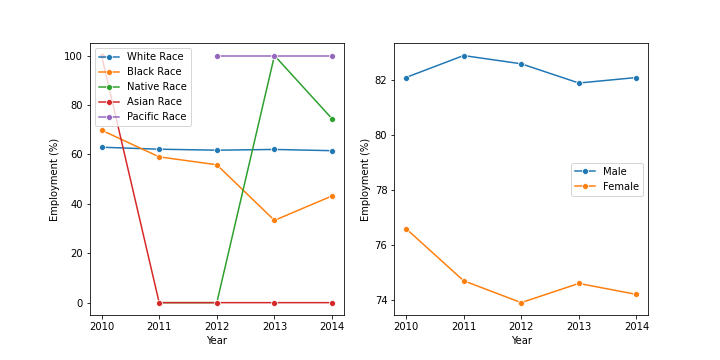 100
80
60
40
20
0
Employment (%)
White Race
Black Race
Native Race
Asian Race
Pacific Race
2010 2011 2012 2013 2014
Year
82
80
78
76
74
Employment (%)
Male
Female
2010 2011 2012 2013 2014
Year